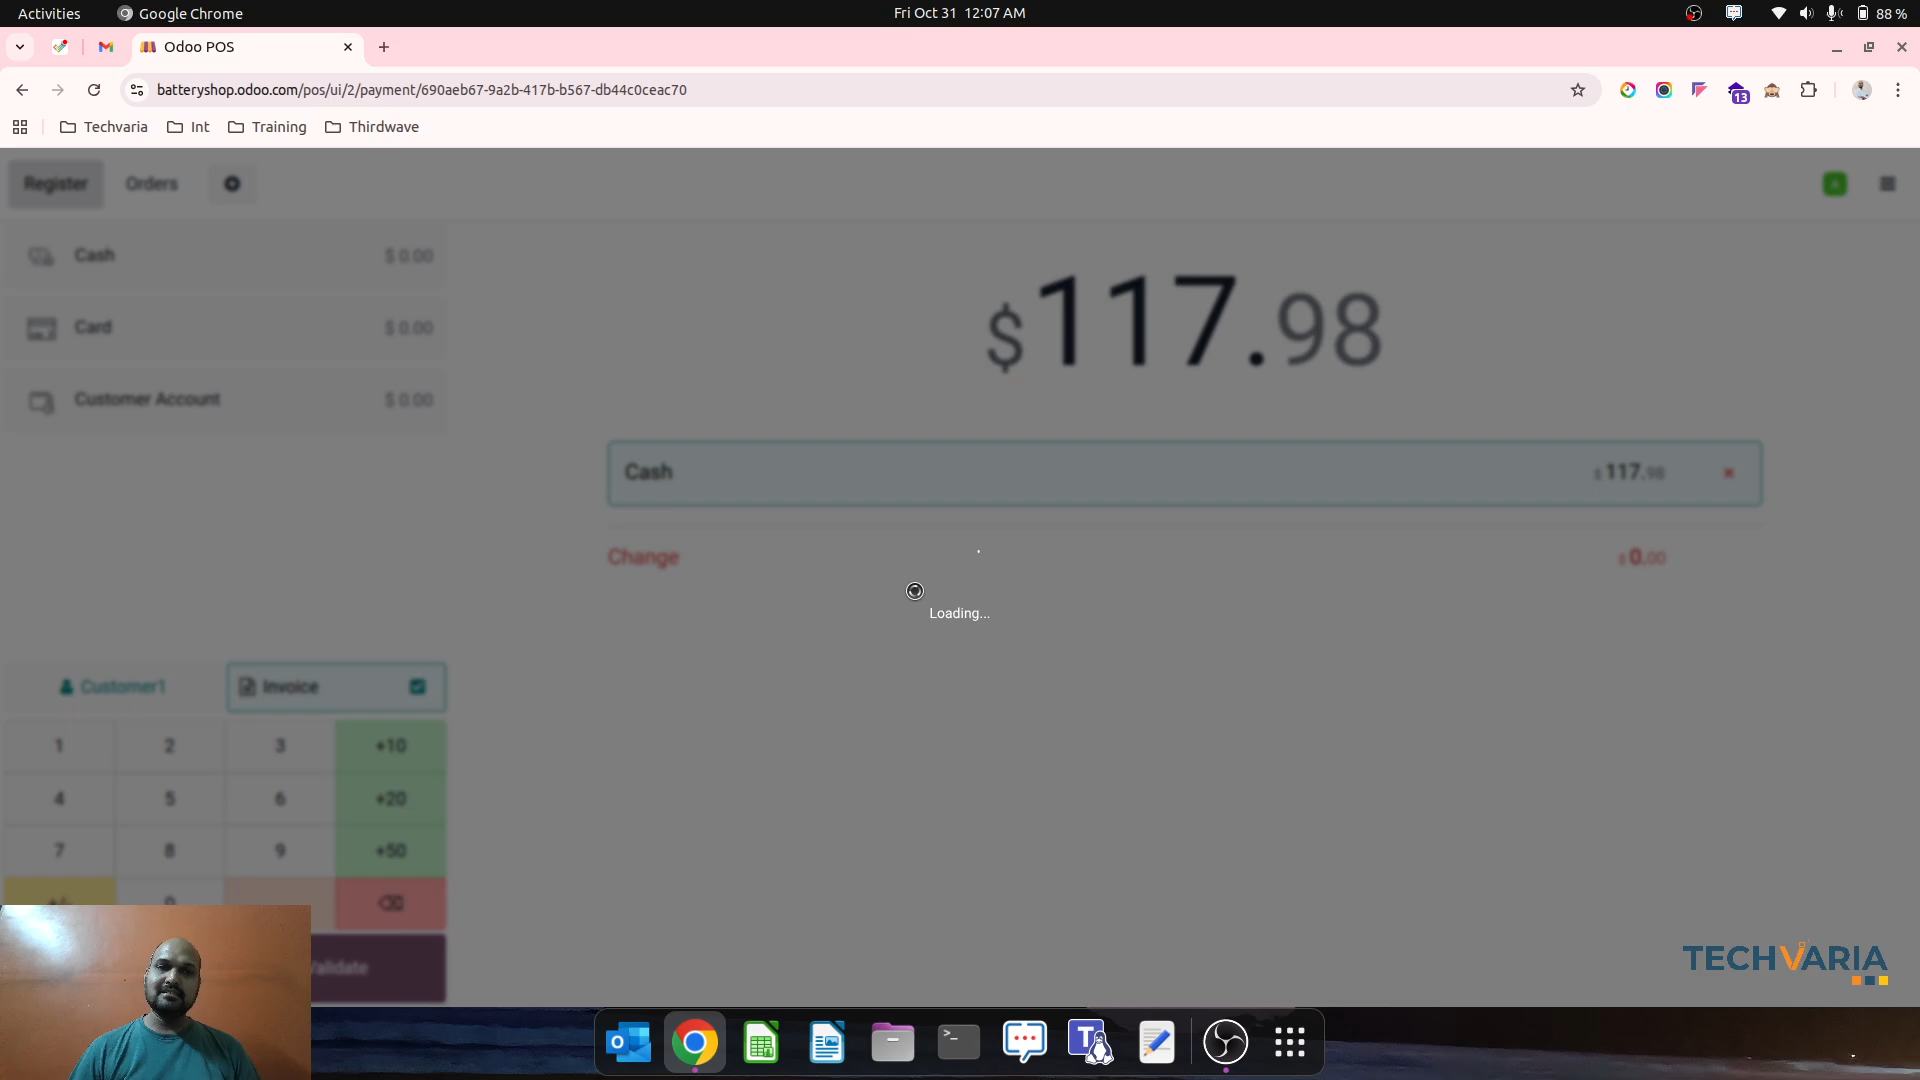 Activities
Google Chrome
Fri Oct 31 12:07 AM
88 %
Odoo POS
batteryshop.odoo.com/pos/ui/2/payment/690aeb67-9a2b-417b-b567-db44c0ceac70
13
Techvaria
Int
Training
Thirdwave
Register
Orders
Cash
$ 0.00
Card
$ 0.00
Customer Account
$ 0.00
$117.98
Cash
$ 117.98
Change
$ 0.00
Loading...
Customer1
Invoice
1 2 3 +10
4 5 6 +20
7 8 9 +50
+/- 0
Validate
TECHVARIA